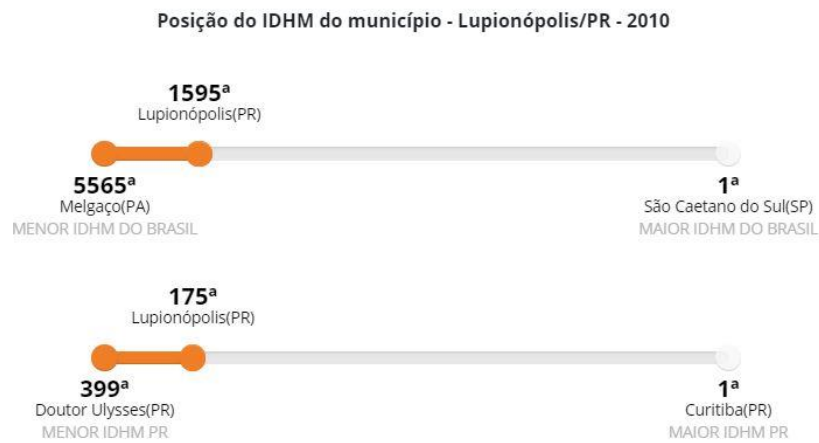 Posição do IDHM do município - Lupionópolis/PR - 2010
1595ª
Lupionópolis(PR)
5565ª
Melgaço(PA)
MENOR IDHM DO BRASIL
1ª
São Caetano do Sul(SP)
MAIOR IDHM DO BRASIL
175ª
Lupionópolis(PR)
399ª
Doutor Ulysses(PR)
MENOR IDHM PR
1ª
Curitiba(PR)
MAIOR IDHM PR